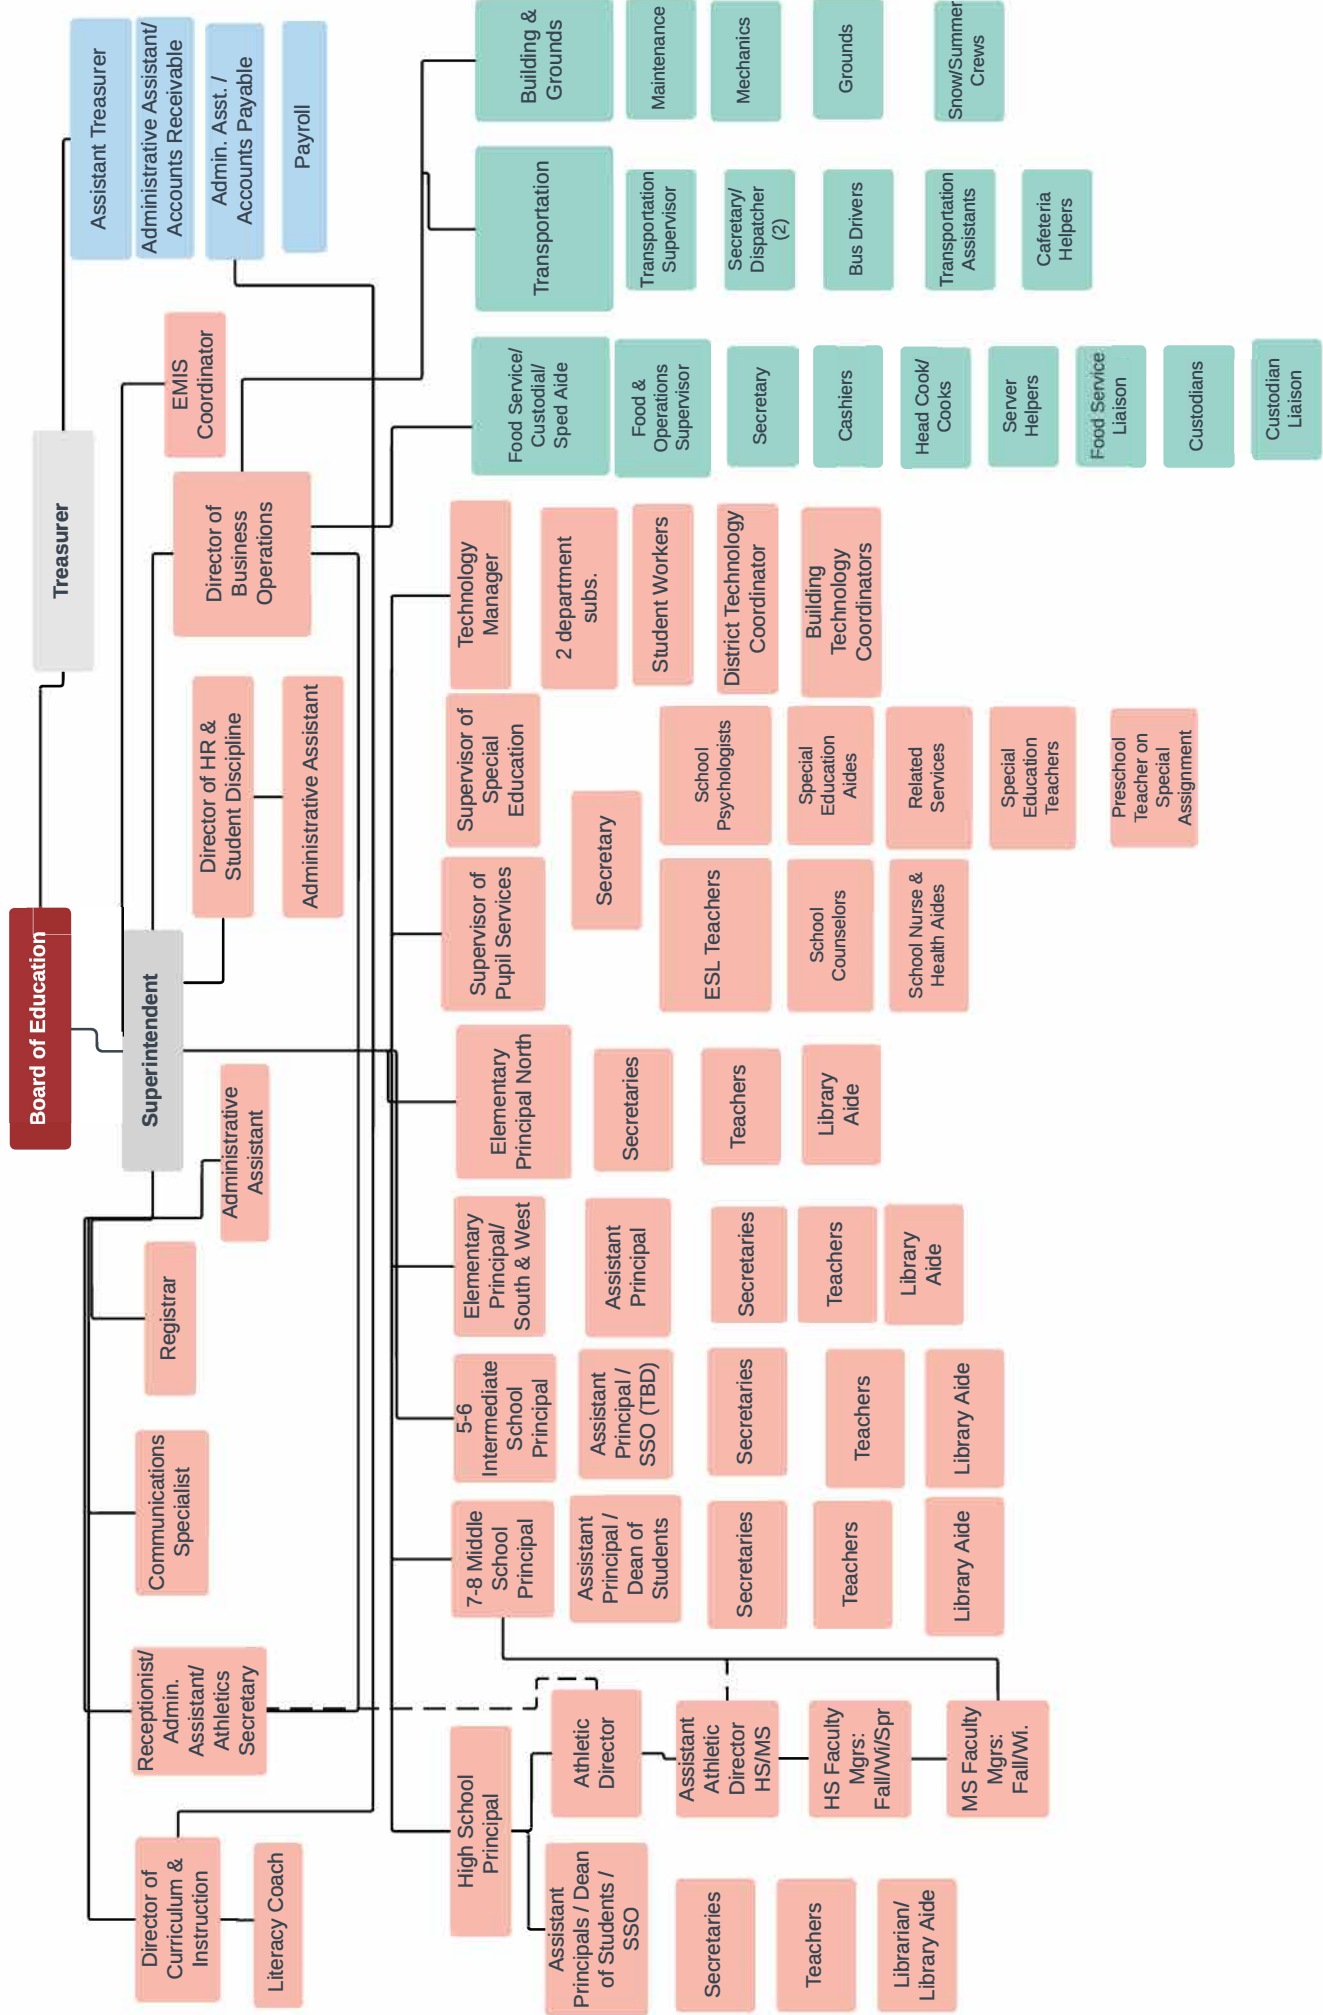 Board of Education
Treasurer
Superintendent
Assistant Treasurer
Administrative Assistant/
Accounts Receivable
Admin. Asst. /
Accounts Payable
Payroll
EMIS
Coordinator
Director of
Business
Operations
Director of HR &
Student Discipline
Administrative Assistant
Administrative
Assistant
Registrar
Communications
Specialist
Receptionist/
Admin.
Assistant/
Athletics
Secretary
Director of
Curriculum &
Instruction
Literacy Coach
High School
Principal
Assistant
Principals / Dean
of Students /
SSO
Secretaries
Teachers
Librarian/
Library Aide
Athletic
Director
Assistant
Athletic
Director
HS/MS
HS Faculty
Mgrs:
Fall/Wi/Spr
MS Faculty
Mgrs:
Fall/Wi.
7-8 Middle
School
Principal
Assistant
Principal /
Dean of
Students
Secretaries
Teachers
Library Aide
5-6
Intermediate
School
Principal
Assistant
Principal /
SSO (TBD)
Secretaries
Teachers
Library Aide
Elementary
Principal/
South & West
Assistant
Principal
Secretaries
Teachers
Library
Aide
Elementary
Principal North
Secretaries
Teachers
Library
Aide
Supervisor of
Pupil Services
Supervisor of
Special
Education
Secretary
ESL Teachers
School
Counselors
School Nurse &
Health Aides
School
Psychologists
Special
Education
Aides
Related
Services
Special
Education
Teachers
Preschool
Teacher on
Special
Assignment
Technology
Manager
2 department
subs.
Student Workers
District Technology
Coordinator
Building
Technology
Coordinators
Food Service/
Custodial/
Sped Aide
Food &
Operations
Supervisor
Secretary
Cashiers
Head Cook/
Cooks
Server
Helpers
Food Service
Liaison
Custodians
Custodian
Liaison
Transportation
Transportation
Supervisor
Secretary/
Dispatcher
(2)
Bus Drivers
Transportation
Assistants
Cafeteria
Helpers
Building &
Grounds
Maintenance
Mechanics
Grounds
Snow/Summer
Crews